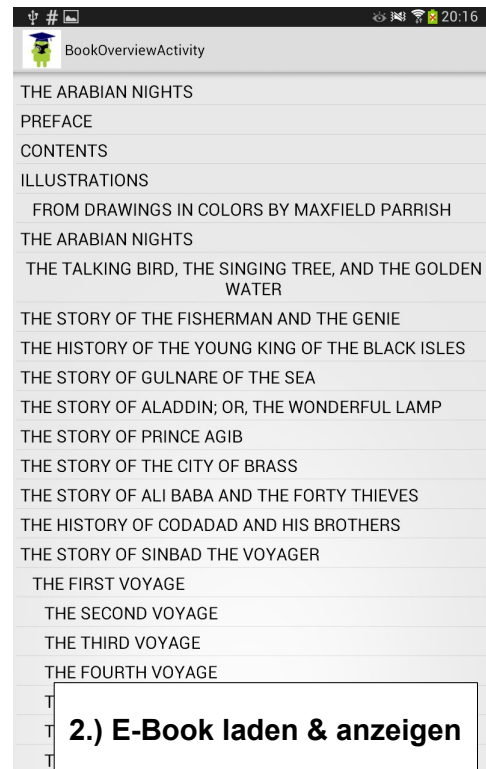 20:16
BookOverviewActivity
THE ARABIAN NIGHTS
PREFACE
CONTENTS
ILLUSTRATIONS
FROM DRAWINGS IN COLORS BY MAXFIELD PARRISH
THE ARABIAN NIGHTS
THE TALKING BIRD, THE SINGING TREE, AND THE GOLDEN
WATER
THE STORY OF THE FISHERMAN AND THE GENIE
THE HISTORY OF THE YOUNG KING OF THE BLACK ISLES
THE STORY OF GULNARE OF THE SEA
THE STORY OF ALADDIN; OR, THE WONDERFUL LAMP
THE STORY OF PRINCE AGIB
THE STORY OF THE CITY OF BRASS
THE STORY OF ALI BABA AND THE FORTY THIEVES
THE HISTORY OF CODADAD AND HIS BROTHERS
THE STORY OF SINBAD THE VOYAGER
THE FIRST VOYAGE
THE SECOND VOYAGE
THE THIRD VOYAGE
THE FOURTH VOYAGE
2.) E-Book laden & anzeigen